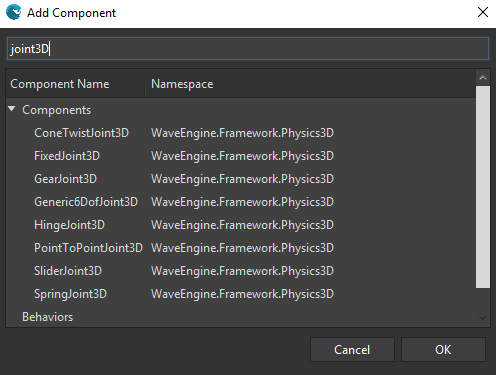 Add Component
joint3D
Component Name Namespace
Components
ConeTwistJoint3D WaveEngine.Framework.Physics3D
FixedJoint3D WaveEngine.Framework.Physics3D
GearJoint3D WaveEngine.Framework.Physics3D
Generic6DofJoint3D WaveEngine.Framework.Physics3D
HingeJoint3D WaveEngine.Framework.Physics3D
PointToPointJoint3D WaveEngine.Framework.Physics3D
SliderJoint3D WaveEngine.Framework.Physics3D
SpringJoint3D WaveEngine.Framework.Physics3D
Behaviors
Cancel OK